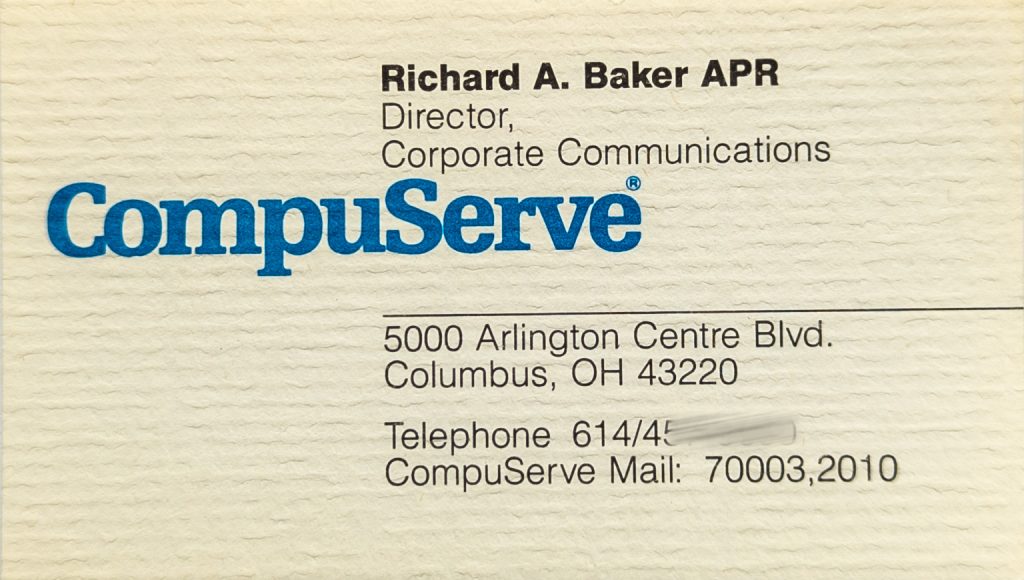 Richard A. Baker APR
Director,
Corporate Communications
CompuServe®
5000 Arlington Centre Blvd.
Columbus, OH 43220
Telephone 614/45
CompuServe Mail: 70003,2010